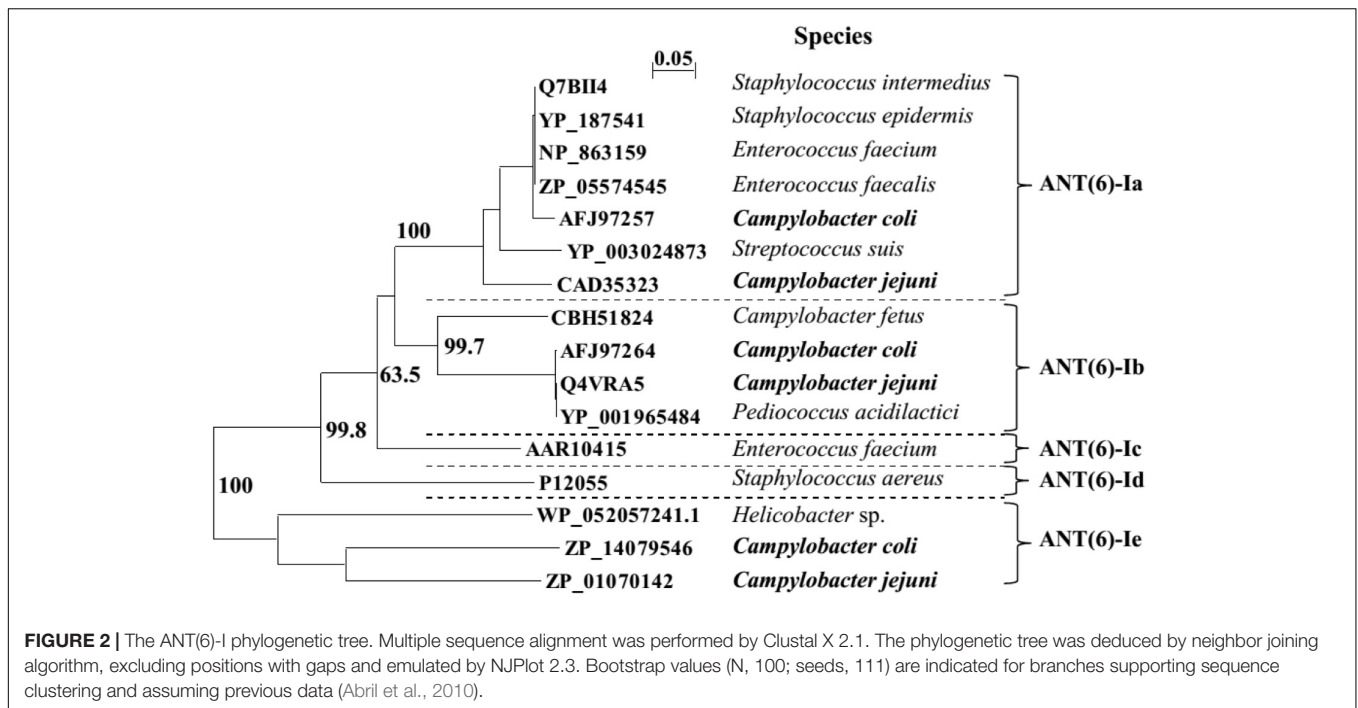 Species
0.05
Q7BII4 Staphylococcus intermedius
YP_187541 Staphylococcus epidermis
NP_863159 Enterococcus faecium
ZP_05574545 Enterococcus faecalis
ANT(6)-Ia
AFJ97257 Campylobacter coli
100
YP_003024873 Streptococcus suis
CAD35323 Campylobacter jejuni
CBH51824 Campylobacter fetus
AFJ97264 Campylobacter coli
99.7
ANT(6)-Ib
63.5
Q4VRA5 Campylobacter jejuni
YP_001965484 Pediococcus acidilactici
99.8
AAR10415 Enterococcus faecium ANT(6)-Ic
P12055 Staphylococcus aereus ANT(6)-Id
100
WP_052057241.1 Helicobacter sp.
ANT(6)-Ie
ZP_14079546 Campylobacter coli
ZP_01070142 Campylobacter jejuni
FIGURE 2 | The ANT(6)-I phylogenetic tree. Multiple sequence alignment was performed by Clustal X 2.1. The phylogenetic tree was deduced by neighbor joining
algorithm, excluding positions with gaps and emulated by NJPlot 2.3. Bootstrap values (N, 100; seeds, 111) are indicated for branches supporting sequence
clustering and assuming previous data (Abril et al., 2010).